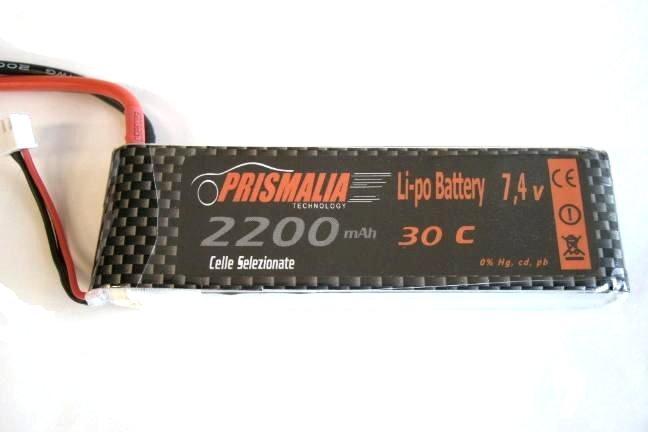 PRISMALIA
TECHNOLOGY
2200 mAh
Celle Selezionate
Li-po Battery 7,4 v
30 C
0% Hg, cd, pb
CE